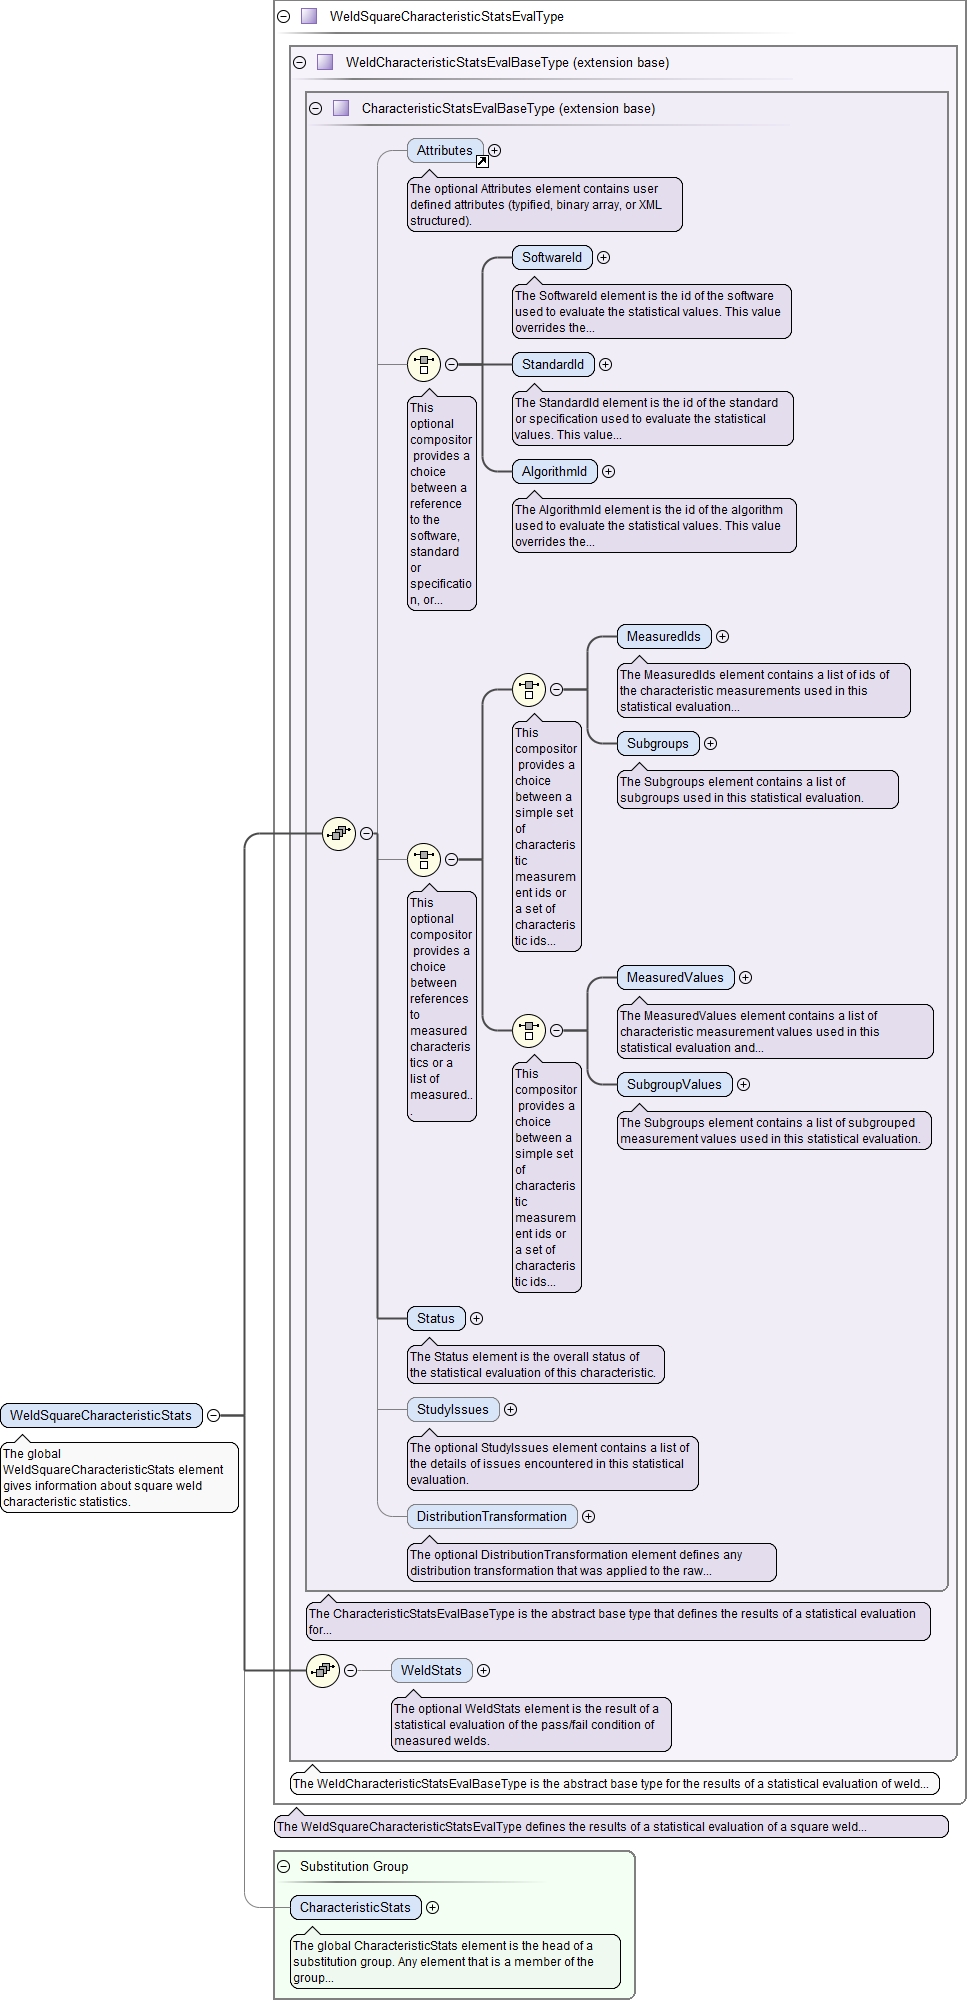 WeldSquareCharacteristicStatsEvalType
WeldCharacteristicStatsEvalBaseType (extension base)
CharacteristicStatsEvalBaseType (extension base)
Attributes
The optional Attributes element contains user
defined attributes (typified, binary array, or XML
structured).
SoftwareId
The SoftwareId element is the id of the software
used to evaluate the statistical values. This value
overrides the...
StandardId
The StandardId element is the id of the standard
or specification used to evaluate the statistical
values. This value...
AlgorithmId
The AlgorithmId element is the id of the algorithm
used to evaluate the statistical values. This value
overrides the...
This
optional
compositor
provides a
choice
between a
reference
to the
software,
standard
or
specificatio
n, or...
MeasuredIds
The MeasuredIds element contains a list of ids of
the characteristic measurements used in this
statistical evaluation...
Subgroups
The Subgroups element contains a list of
subgroups used in this statistical evaluation.
This
compositor
provides a
choice
between a
simple set
of
characteris
tic
measurem
ent ids or
a set of
characteris
tic ids...
This
optional
compositor
provides a
choice
between
references
to
measured
characteris
tics or a
list of
measured..
.
MeasuredValues
The MeasuredValues element contains a list of
characteristic measurement values used in this
statistical evaluation and...
SubgroupValues
The Subgroups element contains a list of subgrouped
measurement values used in this statistical evaluation.
This
compositor
provides a
choice
between a
simple set
of
characteris
tic
measurem
ent ids or
a set of
characteris
tic ids...
Status
The Status element is the overall status of
the statistical evaluation of this characteristic.
StudyIssues
The optional StudyIssues element contains a list of
the details of issues encountered in this statistical
evaluation.
DistributionTransformation
The optional DistributionTransformation element defines any
distribution transformation that was applied to the raw...
The CharacteristicStatsEvalBaseType is the abstract base type that defines the results of a statistical evaluation
for...
WeldSquareCharacteristicStats
The global
WeldSquareCharacteristicStats element
gives information about square weld
characteristic statistics.
WeldStats
The optional WeldStats element is the result of a
statistical evaluation of the pass/fail condition of
measured welds.
The WeldCharacteristicStatsEvalBaseType is the abstract base type for the results of a statistical evaluation of weld...
The WeldSquareCharacteristicStatsEvalType defines the results of a statistical evaluation of a square weld...
Substitution Group
CharacteristicStats
The global CharacteristicStats element is the head of a
substitution group. Any element that is a member of the
group...